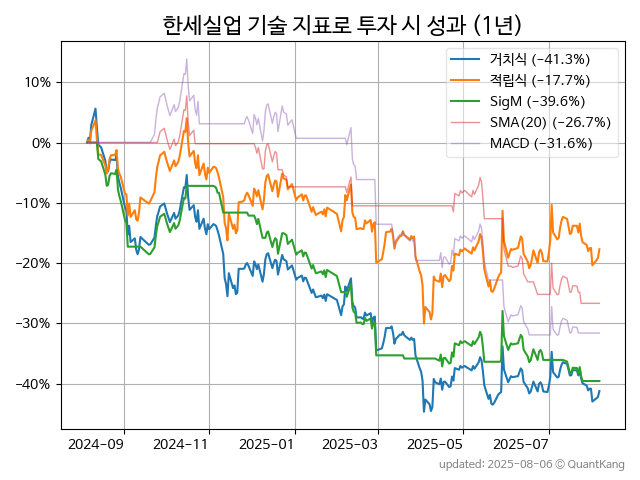 한세실업 기술 지표로 투자 시 성과 (1년)
거치식 (−41.3%)
적립식 (−17.7%)
SigM (−39.6%)
SMA(20) (−26.7%)
MACD (−31.6%)
10%
0%
−10%
−20%
−30%
−40%
2024-09 2024-11 2025-01 2025-03 2025-05 2025-07
updated: 2025-08-06 © QuantKang